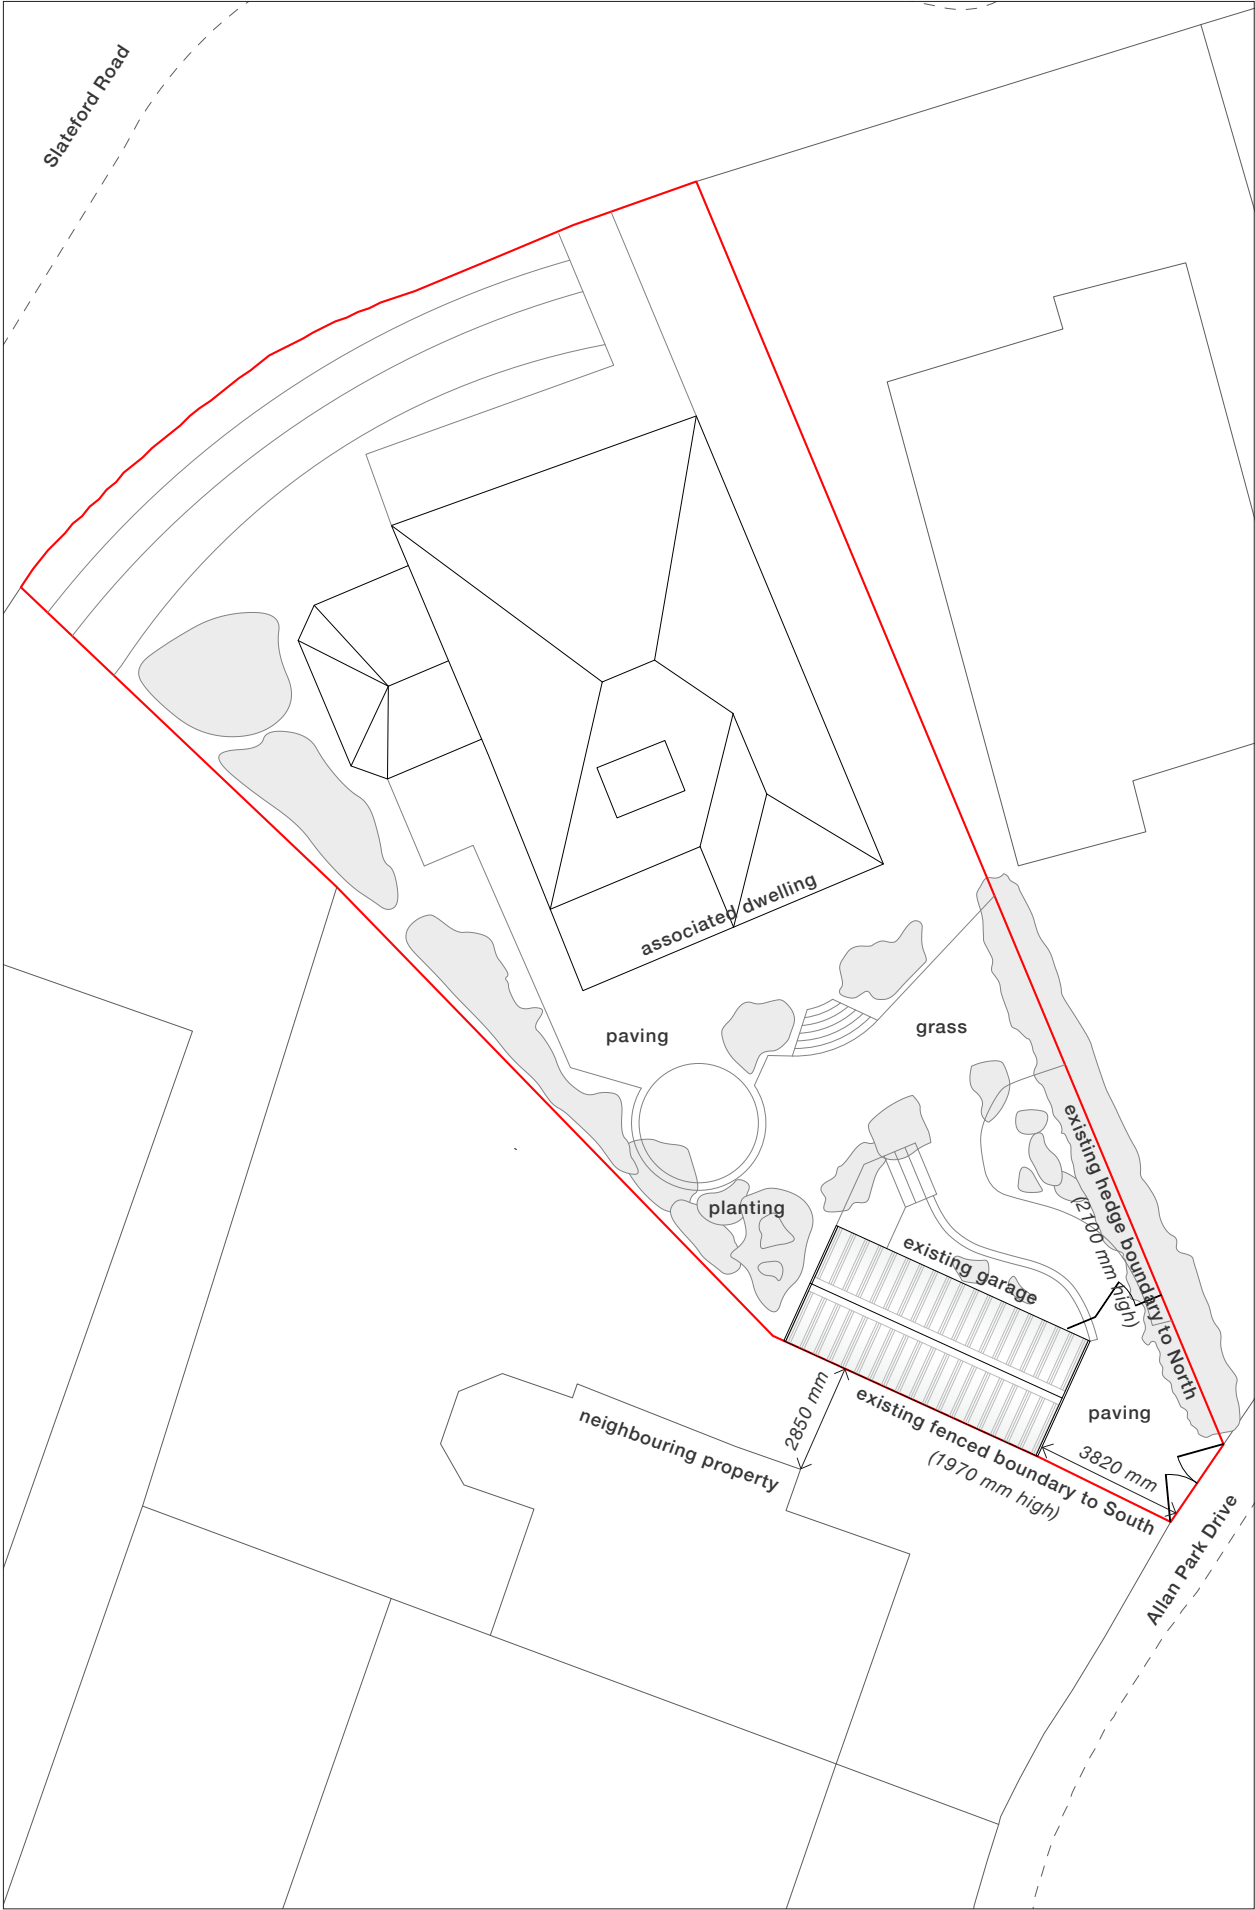 Slateford Road
associated dwelling
paving
grass
existing hedge boundary to North
(2100 mm high)
planting
existing garage
2850 mm
existing fenced boundary to South
(1970 mm high)
paving
3820 mm
neighbouring property
Allan Park Drive